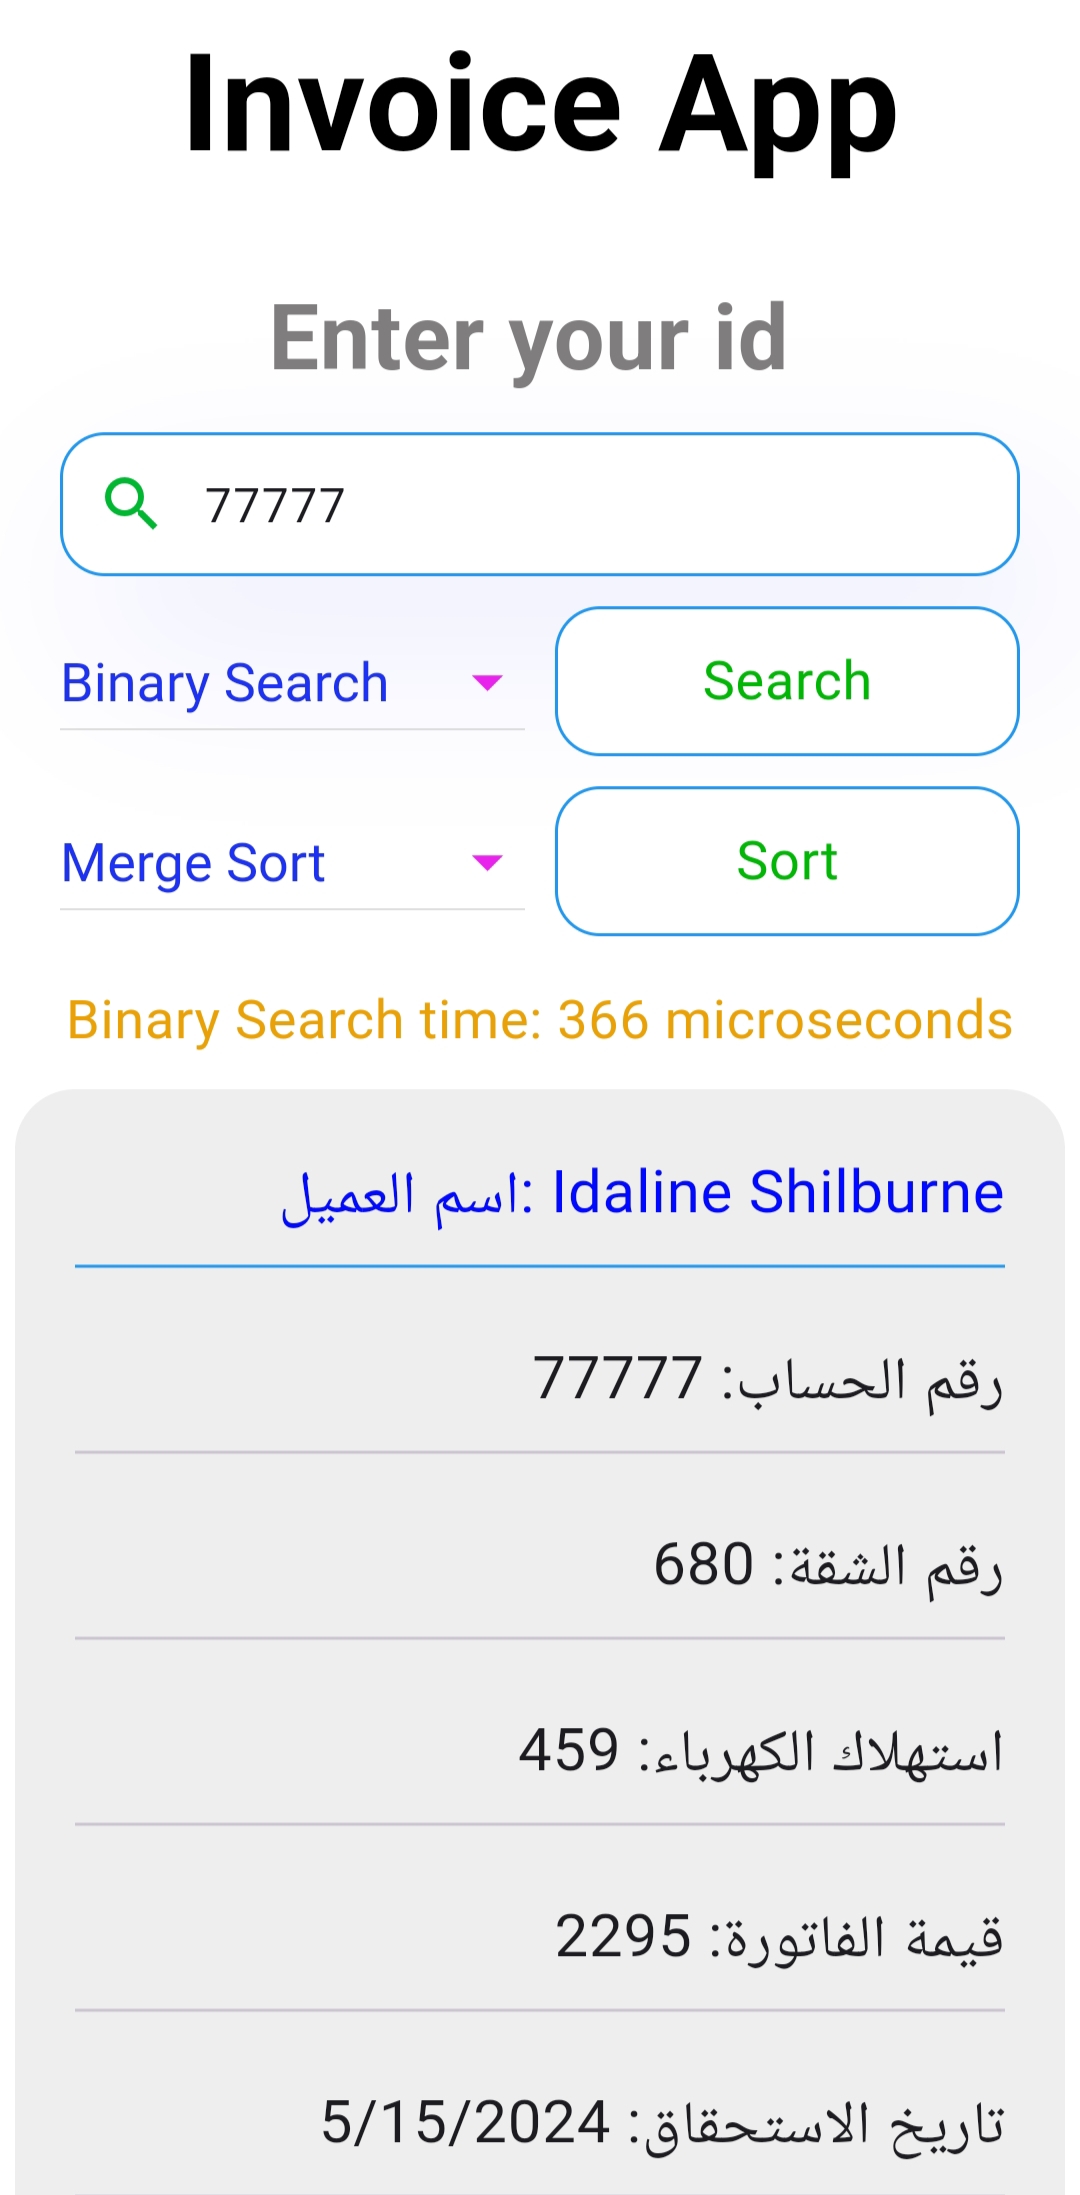 Invoice App
Enter your id
77777
Binary Search
Search
Merge Sort
Sort
Binary Search time: 366 microseconds
اسم العميل: Idaline Shilburne
رقم الحساب: 77777
رقم الشقة: 680
استهلاك الكهرباء: 459
قيمة الفاتورة: 2295
تاريخ الاستحقاق: 5/15/2024